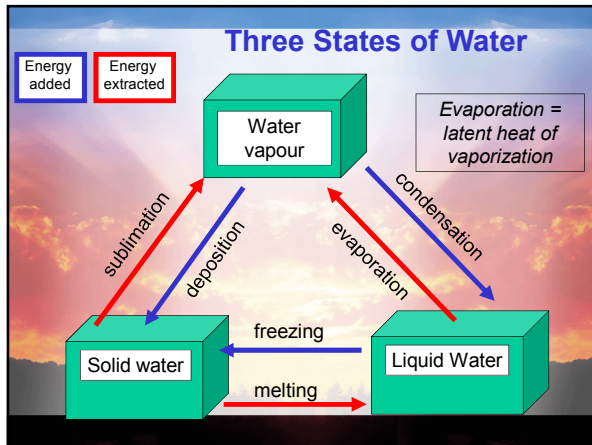 Three States of Water
Energy
added
Energy
extracted
Water
vapour
Evaporation =
latent heat of
vaporization
sublimation
deposition
evaporation
condensation
freezing
Solid water
Liquid Water
melting